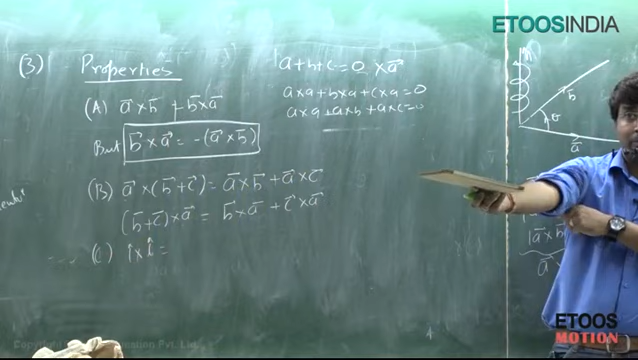 ETOOSINDIA
(3) Properties
(A) a⃗×b⃗ ≠ b⃗×a⃗
But b⃗×a⃗ = -(a⃗×b⃗)
(B) a⃗×(b⃗+c⃗) = a⃗×b⃗ + a⃗×c⃗
(b⃗+c⃗)×a⃗ = b⃗×a⃗ + c⃗×a⃗
(C) î×î =
a+b+c=0 ×a⃗
a×a+b×a+c×a=0
a×a+a×b+a×c=0
b⃗
θ
a⃗
|a⃗×b⃗
a⃗×
ETOOS
MOTION